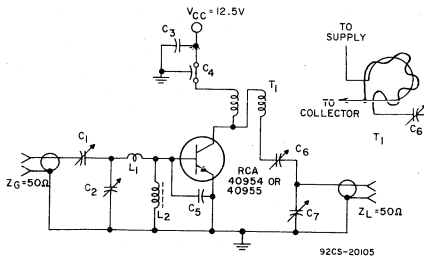 VCC = 12.5V
C3
C4
T1
TO
SUPPLY
TO
COLLECTOR
C6
T1
C1
L1
C6
RCA
40954 OR
40955
ZG=50Ω
C2
L2
C5
C7
ZL=50Ω
92CS-20105